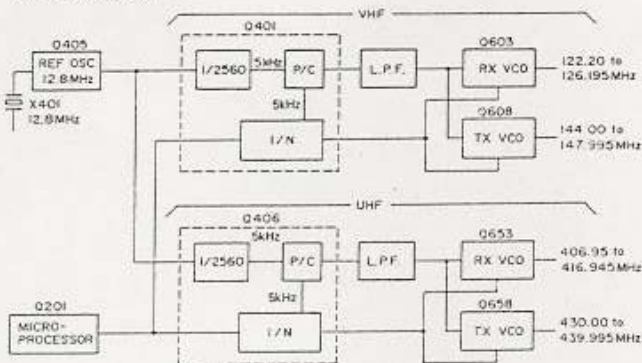 VHF
Q405
REF OSC
12.8MHz
X401
12.8MHz
Q401
1/2560
5kHz
P/C
5kHz
1/N
L.P.F.
Q603
RX VCO
122.20 to
126.195MHz
Q608
TX VCO
144.00 to
147.995MHz
UHF
Q406
5kHz
1/2560
P/C
5kHz
1/N
L.P.F.
Q653
RX VCO
406.95 to
416.945MHz
Q658
TX VCO
430.00 to
439.995MHz
Q201
MICRO-
PROCESSOR